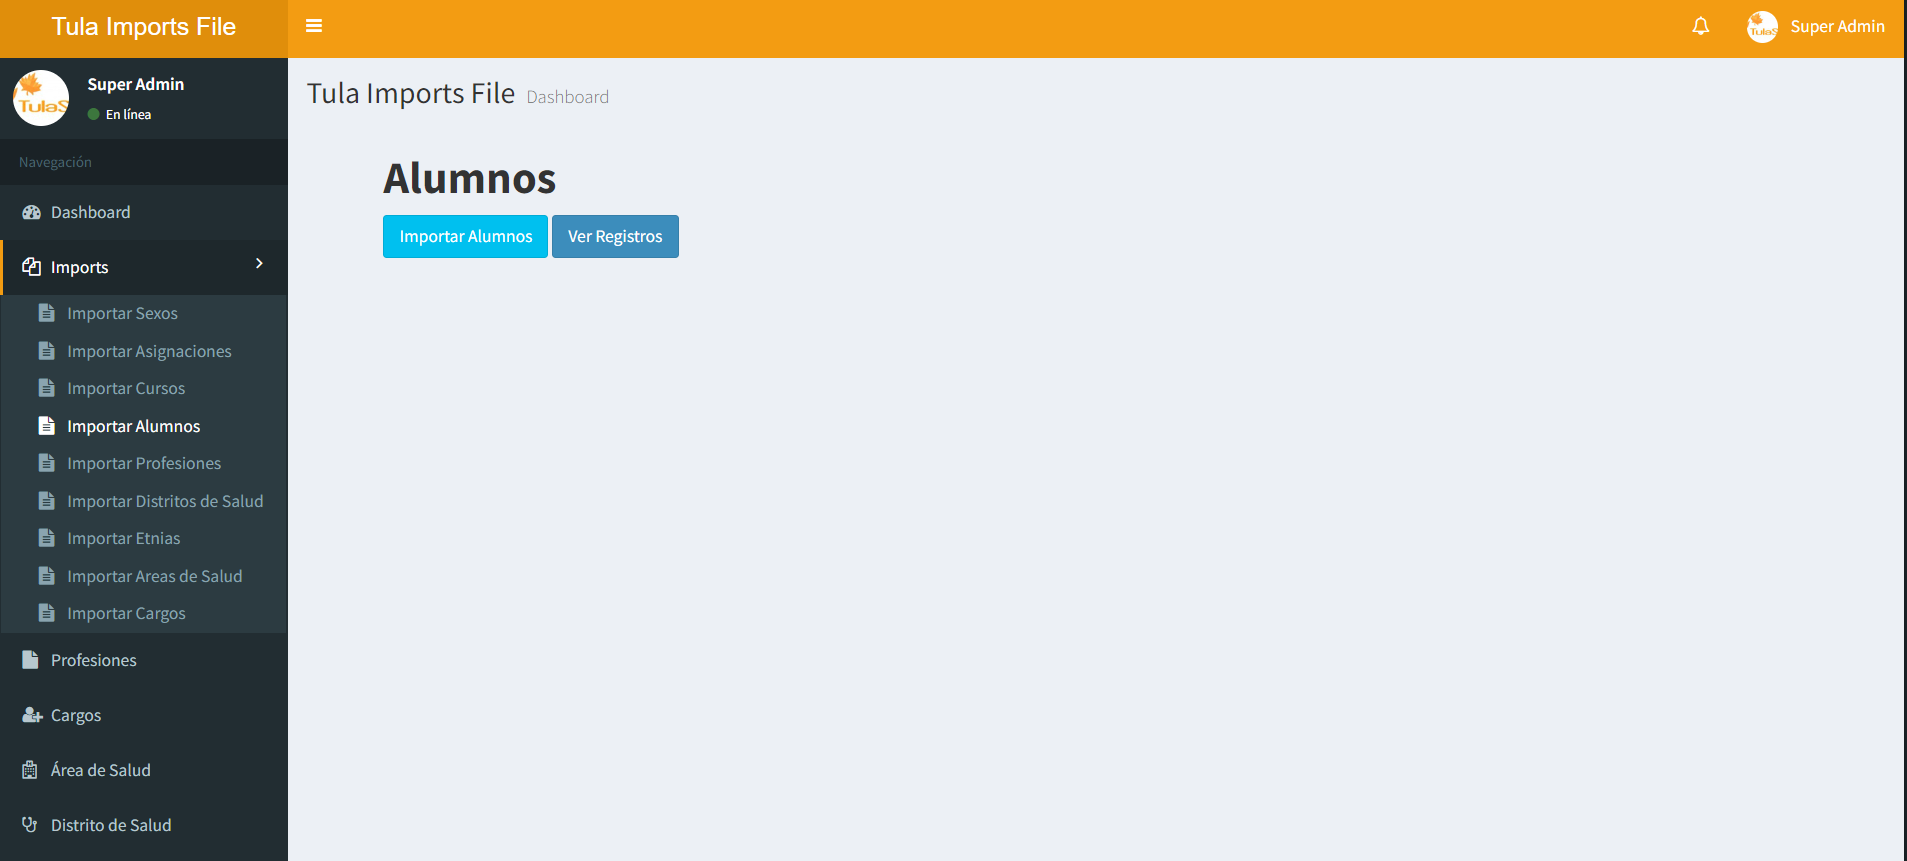 Tula Imports File
Super Admin
TulaS
Super Admin
En línea
Navegación
Dashboard
Imports
Importar Sexos
Importar Asignaciones
Importar Cursos
Importar Alumnos
Importar Profesiones
Importar Distritos de Salud
Importar Etnias
Importar Areas de Salud
Importar Cargos
Profesiones
Cargos
Área de Salud
Distrito de Salud
Tula Imports File Dashboard
Alumnos
Importar Alumnos Ver Registros